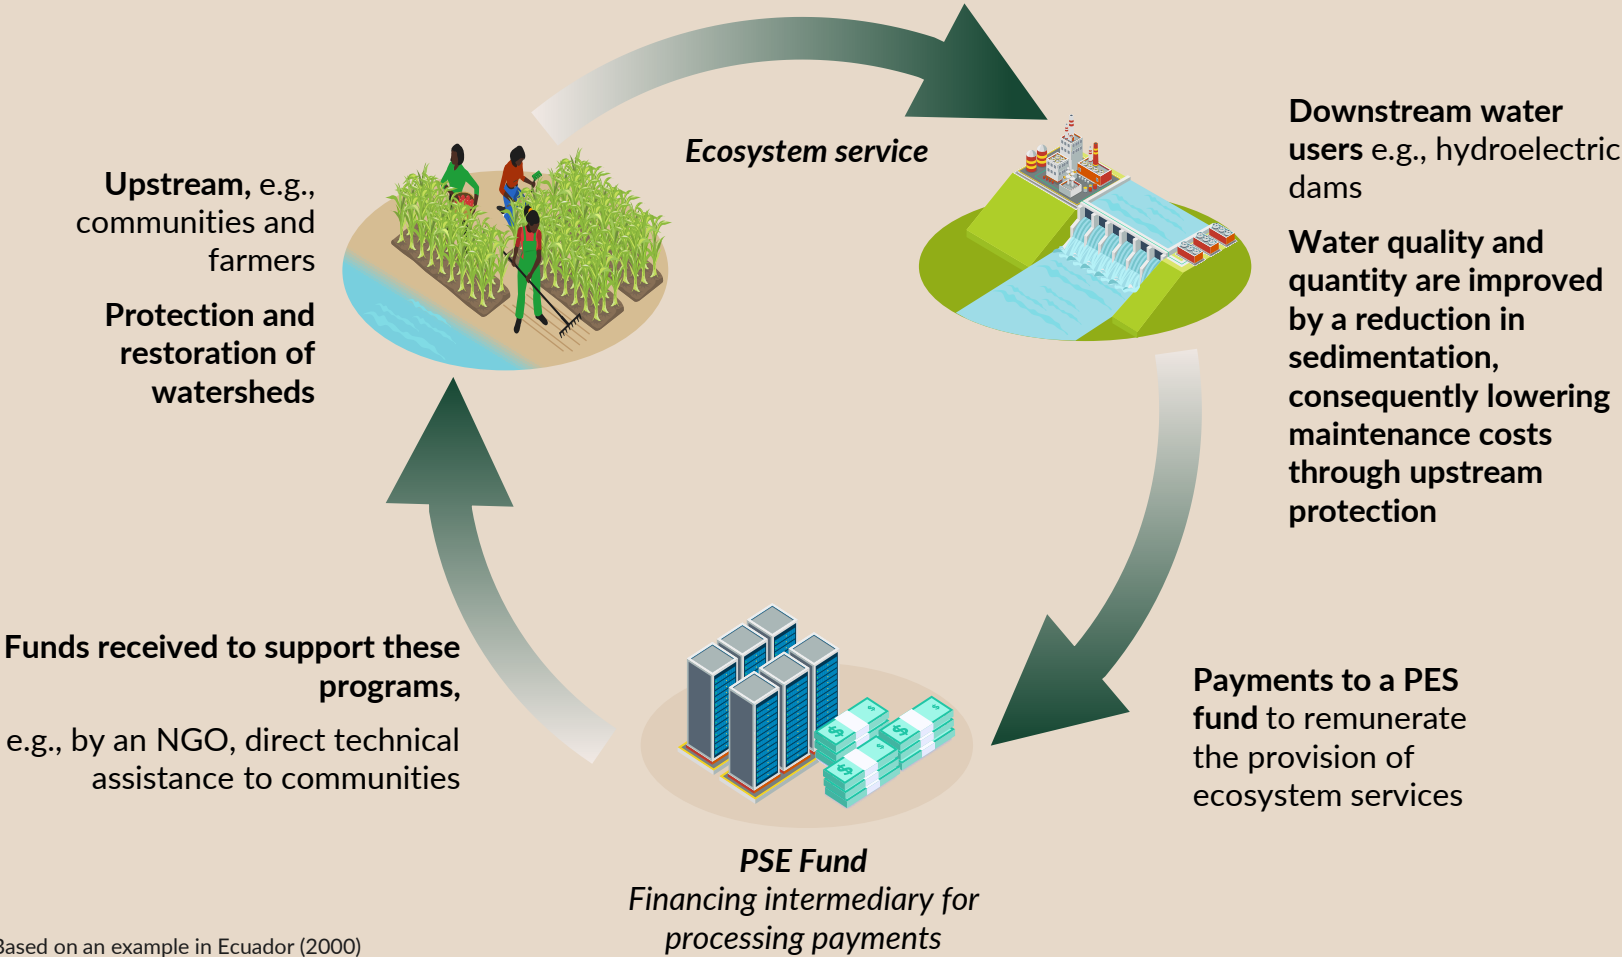 Ecosystem service
Upstream, e.g.,
communities and
farmers
Protection and
restoration of
watersheds
Downstream water
users e.g., hydroelectric
dams
Water quality and
quantity are improved
by a reduction in
sedimentation,
consequently lowering
maintenance costs
through upstream
protection
Payments to a PES
fund to remunerate
the provision of
ecosystem services
PSE Fund
Financing intermediary for
processing payments
Funds received to support these
programs,
e.g., by an NGO, direct technical
assistance to communities
Based on an example in Ecuador (2000)